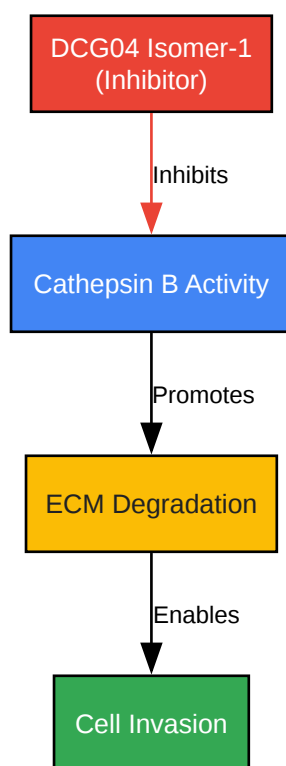 DCG04 Isomer-1
(Inhibitor)
Inhibits
Cathepsin B Activity
Promotes
ECM Degradation
Enables
Cell Invasion